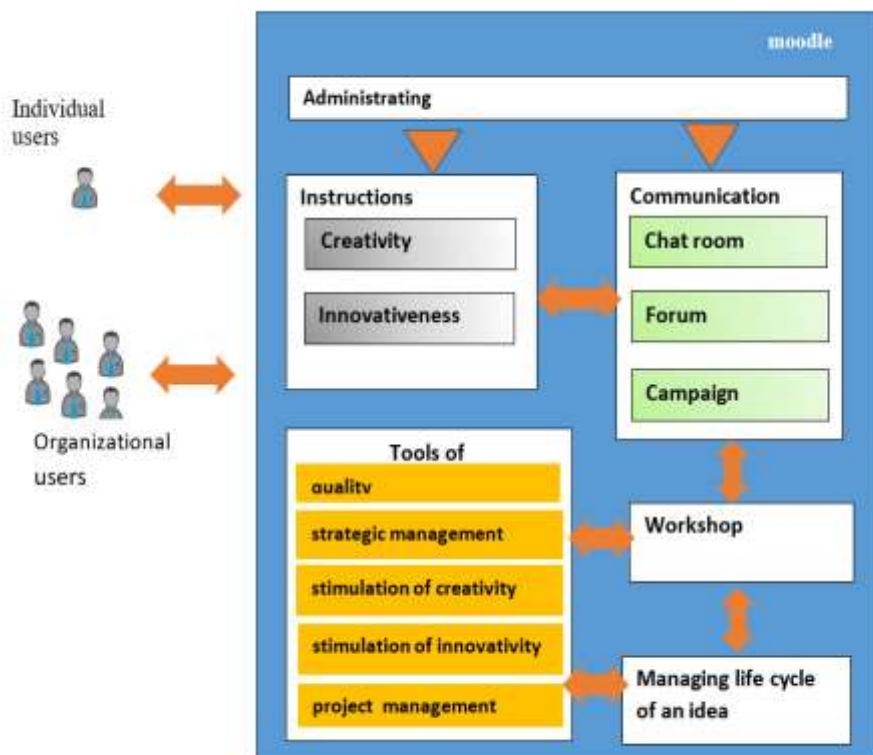 moodle
Administrating
Individual
users
Instructions
Creativity
Innovativeness
Communication
Chat room
Forum
Campaign
Organizational
users
Tools of
quality
strategic management
stimulation of creativity
stimulation of innovativity
project management
Workshop
Managing life cycle
of an idea